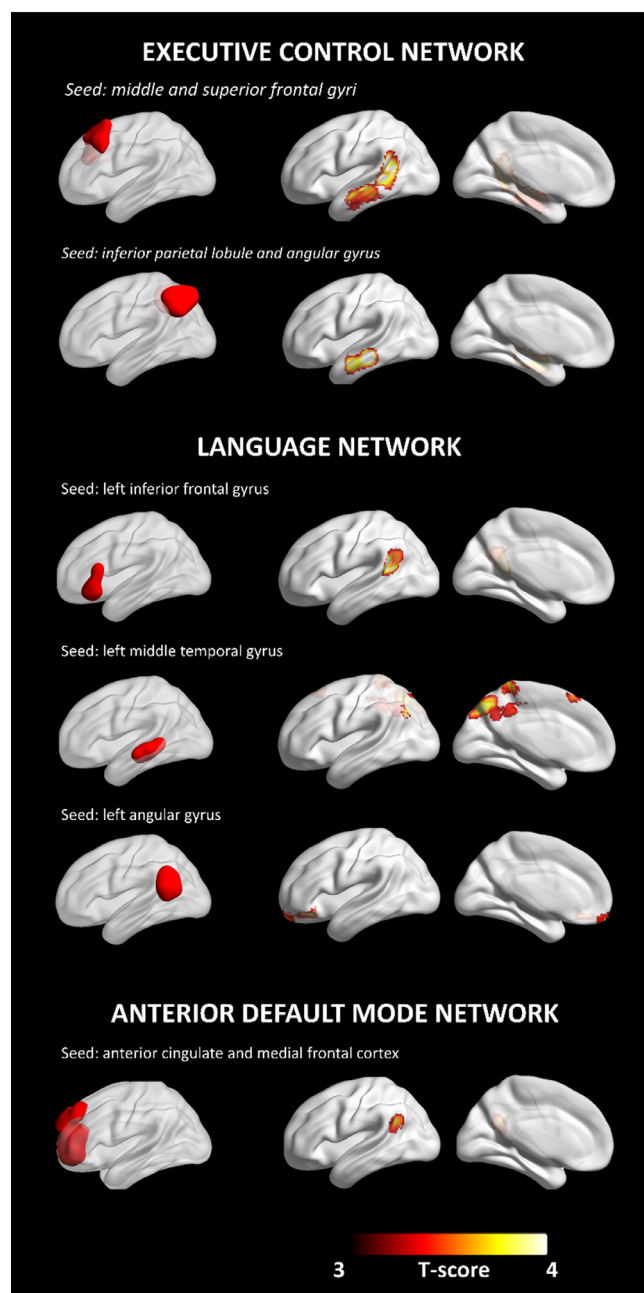 EXECUTIVE CONTROL NETWORK
Seed: middle and superior frontal gyri
Seed: inferior parietal lobule and angular gyrus
LANGUAGE NETWORK
Seed: left inferior frontal gyrus
Seed: left middle temporal gyrus
Seed: left angular gyrus
ANTERIOR DEFAULT MODE NETWORK
Seed: anterior cingulate and medial frontal cortex
3 T-score 4